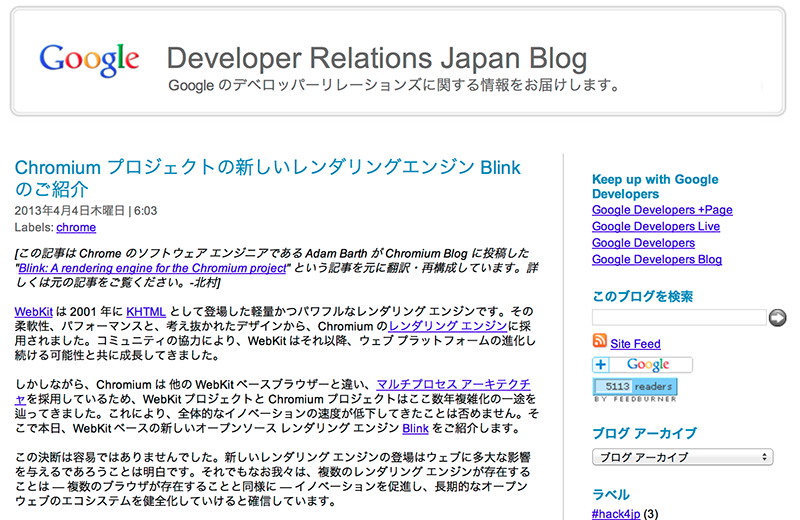 Google Developer Relations Japan Blog
Google のデベロッパーリレーションズに関する情報をお届けします。
Chromium プロジェクトの新しいレンダリングエンジン Blink
のご紹介
2013年4月4日木曜日 | 6:03
Labels: chrome
[この記事は Chrome のソフトウェア エンジニアである Adam Barth が Chromium Blog に投稿した
"Blink: A rendering engine for the Chromium project" という記事を元に翻訳・再構成しています。詳
しくは元の記事をご覧ください。-北村]
WebKit は 2001 年に KHTML として登場した軽量かつパワフルなレンダリング エンジンです。その
柔軟性、パフォーマンスと、考え抜かれたデザインから、Chromium のレンダリング エンジンに採
用されました。コミュニティの協力により、WebKit はそれ以降、ウェブ プラットフォームの進化し
続ける可能性と共に成長してきました。
しかしながら、Chromium は 他の WebKit ベースブラウザーと違い、マルチプロセス アーキテクチ
ャを採用しているため、WebKit プロジェクトと Chromium プロジェクトはここ数年複雑化の一途を
辿ってきました。これにより、全体的なイノベーションの速度が低下してきたことは否めません。そ
こで本日、WebKit ベースの新しいオープンソース レンダリング エンジン Blink をご紹介します。
この決断は容易ではありませんでした。新しいレンダリング エンジンの登場はウェブに多大な影響
を与えるであろうことは明白です。それでもなお我々は、複数のレンダリング エンジンが存在する
ことは — 複数のブラウザが存在することと同様に — イノベーションを促進し、長期的なオープン
ウェブのエコシステムを健全化していけると確信しています。
Keep up with Google
Developers
Google Developers +Page
Google Developers Live
Google Developers
Google Developers Blog
このブログを検索
Site Feed
+ Google
5113 readers
BY FEEDBURNER
ブログ アーカイブ
ブログ アーカイブ
ラベル
#hack4jp (3)